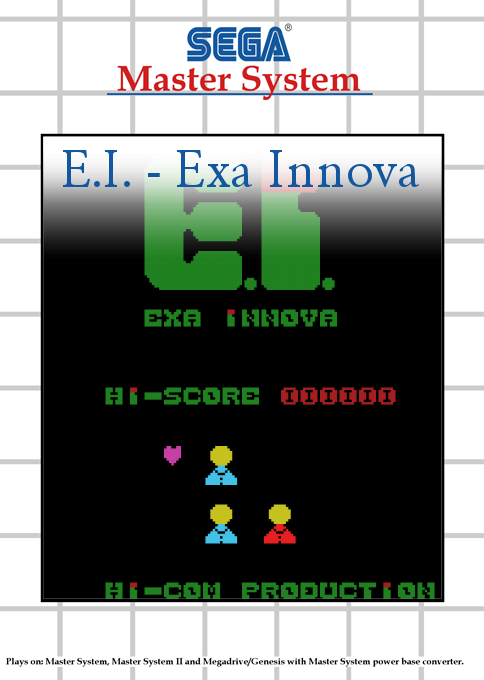 SEGA®
Master System
E.I. - Exa Innova
E.i.
EXA iNNOVA
Hi-SCORE 000000
Hi-COM PRODUCTiON
Plays on: Master System, Master System II and Megadrive/Genesis with Master System power base converter.